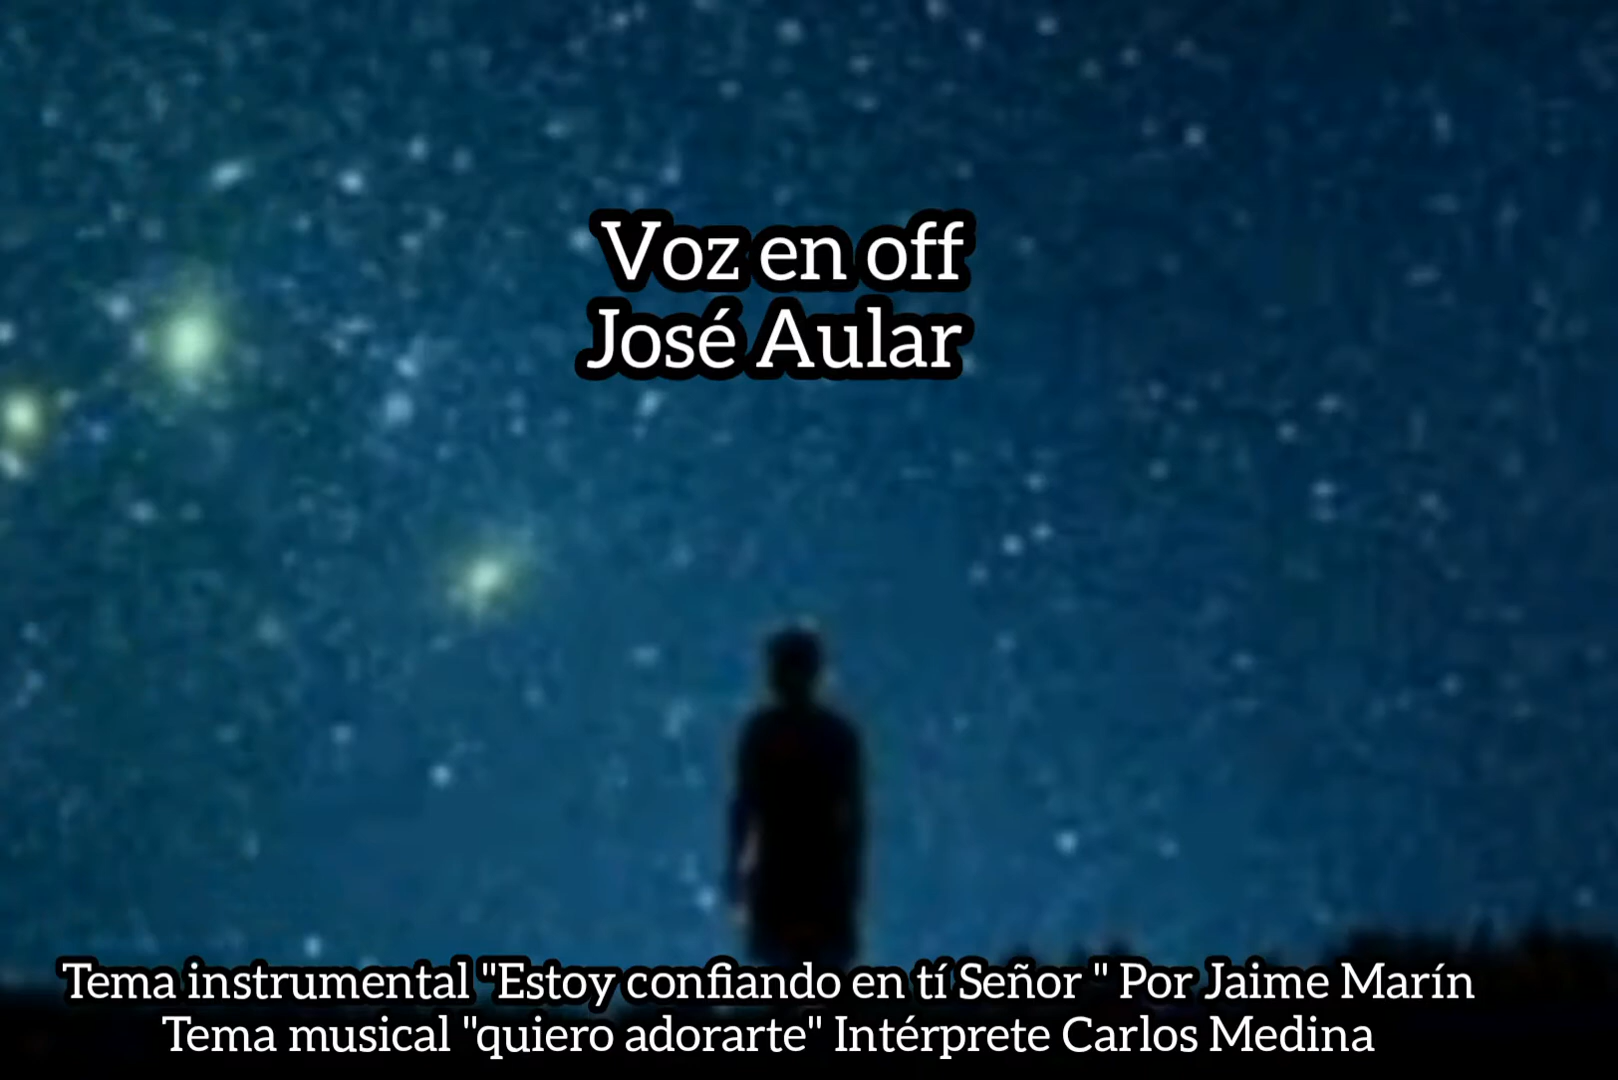 Voz en off
José Aular
Tema instrumental "Estoy confiando en tí Señor " Por Jaime Marín
Tema musical "quiero adorarte" Intérprete Carlos Medina